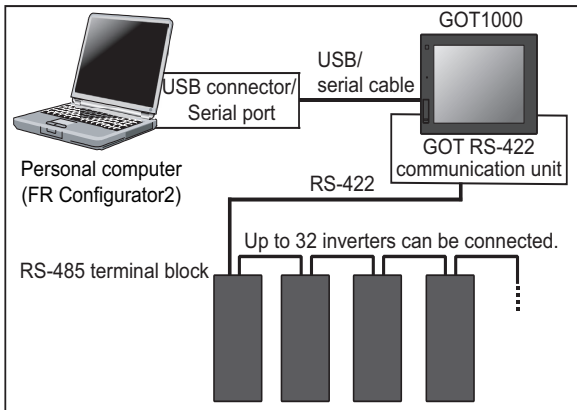 GOT1000
USB/
serial cable
USB connector/
Serial port
Personal computer
(FR Configurator2)
GOT RS-422
communication unit
RS-422
Up to 32 inverters can be connected.
RS-485 terminal block